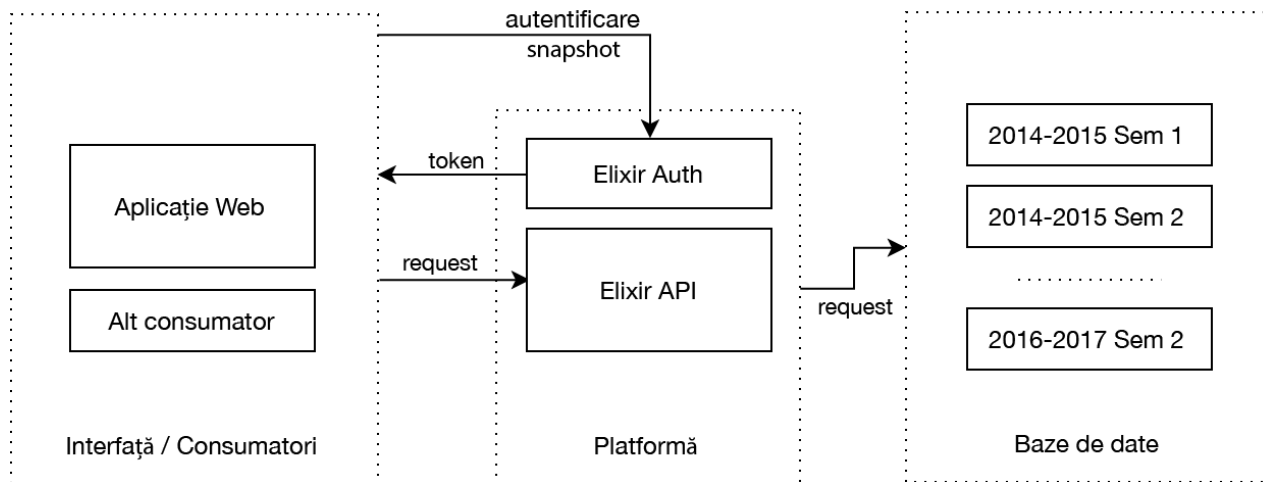 autentificare
snapshot
Aplicație Web
Alt consumator
Interfață / Consumatori
token
request
Elixir Auth
Elixir API
Platformă
request
2014-2015 Sem 1
2014-2015 Sem 2
2016-2017 Sem 2
Baze de date